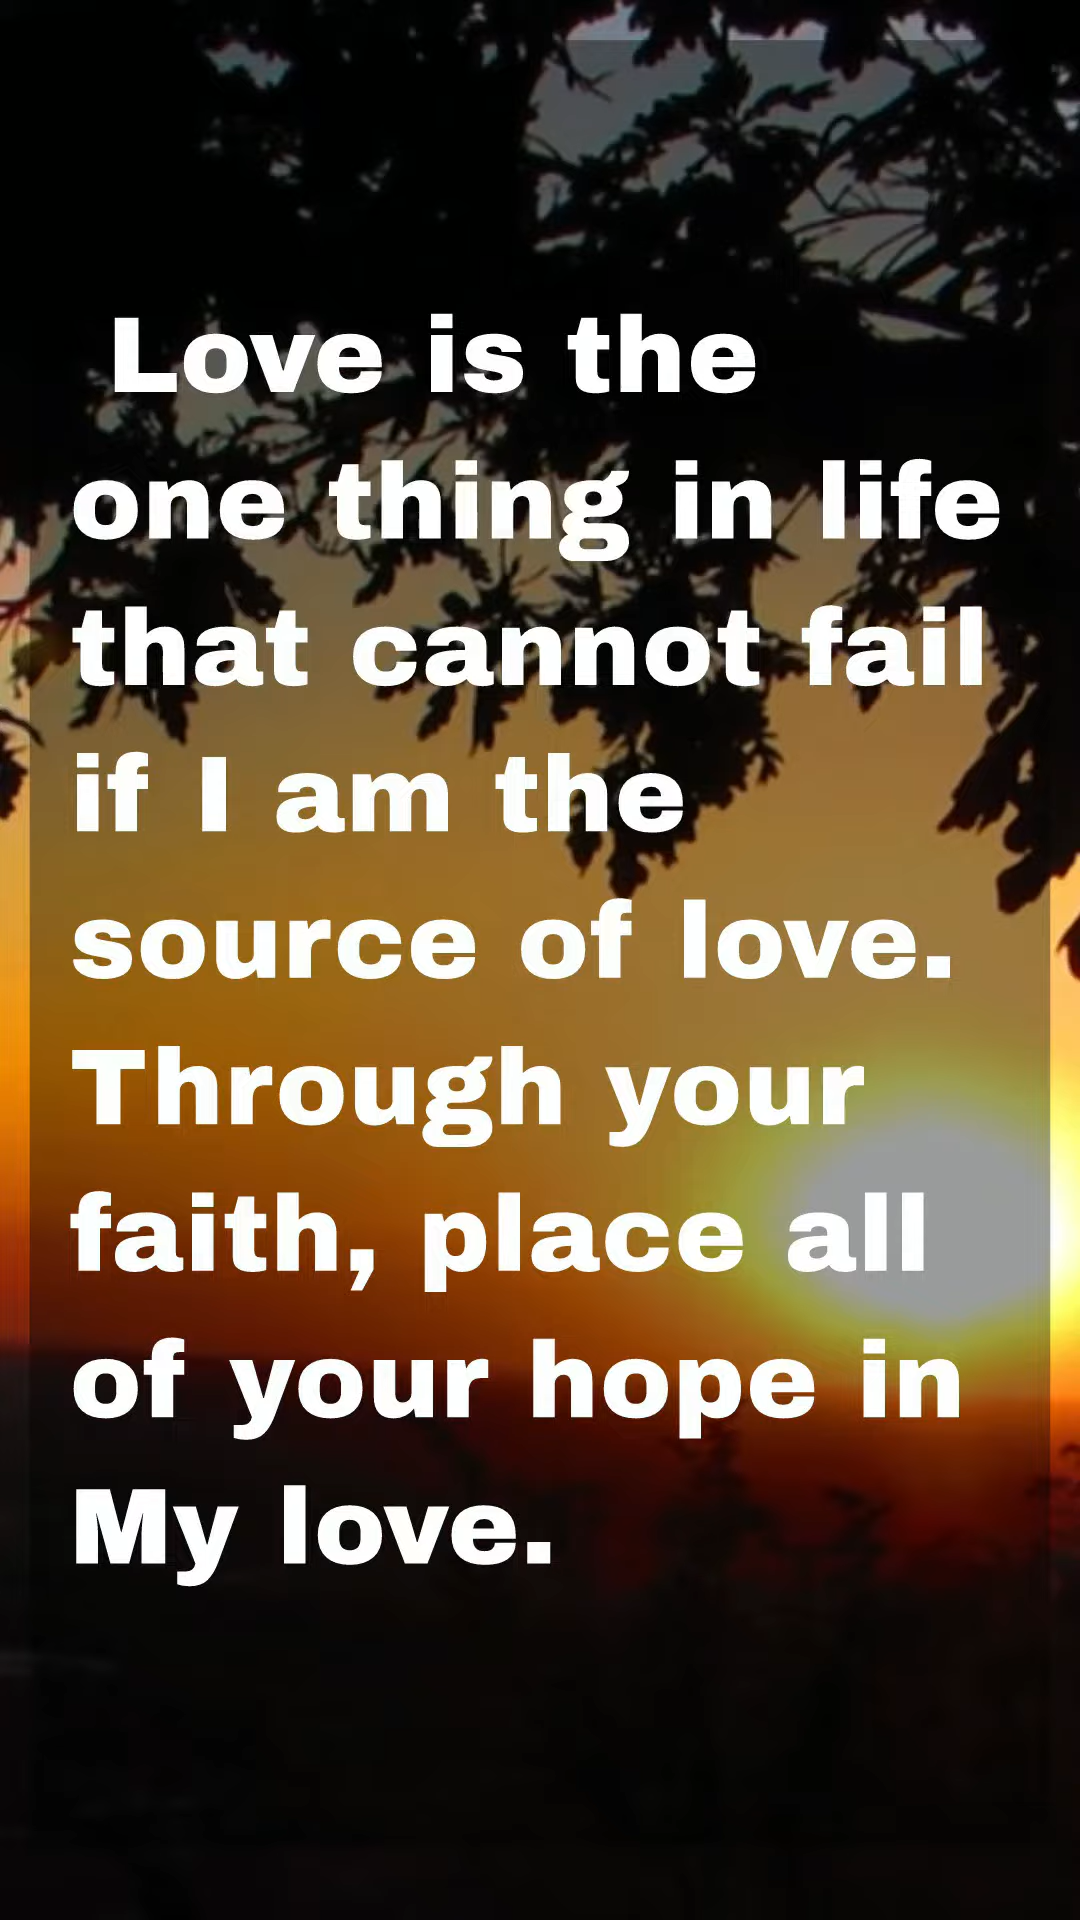 Love is the
one thing in life
that cannot fail
if I am the
source of love.
Through your
faith, place all
of your hope in
My love.